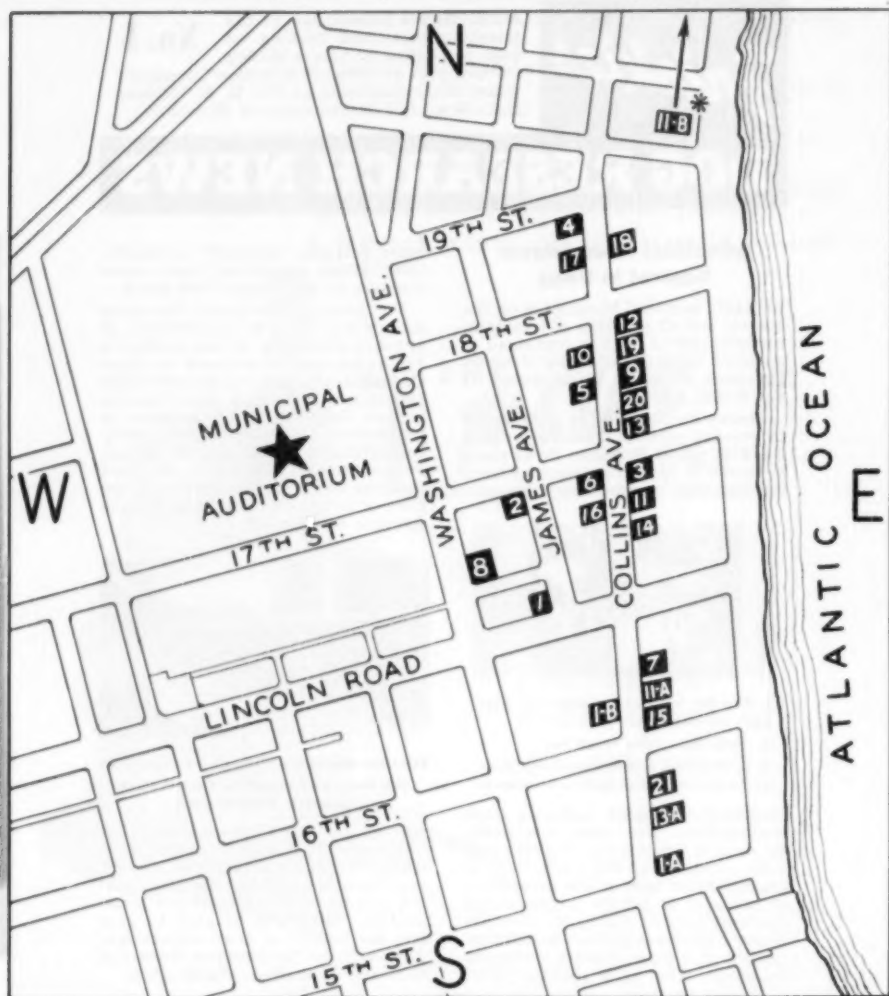 N
11-B
*
19TH ST.
4
17
18
WASHINGTON AVE.
18TH ST.
12
10
19
9
5
20
13
JAMES AVE.
COLLINS AVE.
MUNICIPAL
AUDITORIUM
W
E
ATLANTIC OCEAN
17TH ST.
2
6
16
3
11
14
8
1
LINCOLN ROAD
7
11-A
1-B
15
21
13-A
16TH ST.
1-A
15TH ST.
S